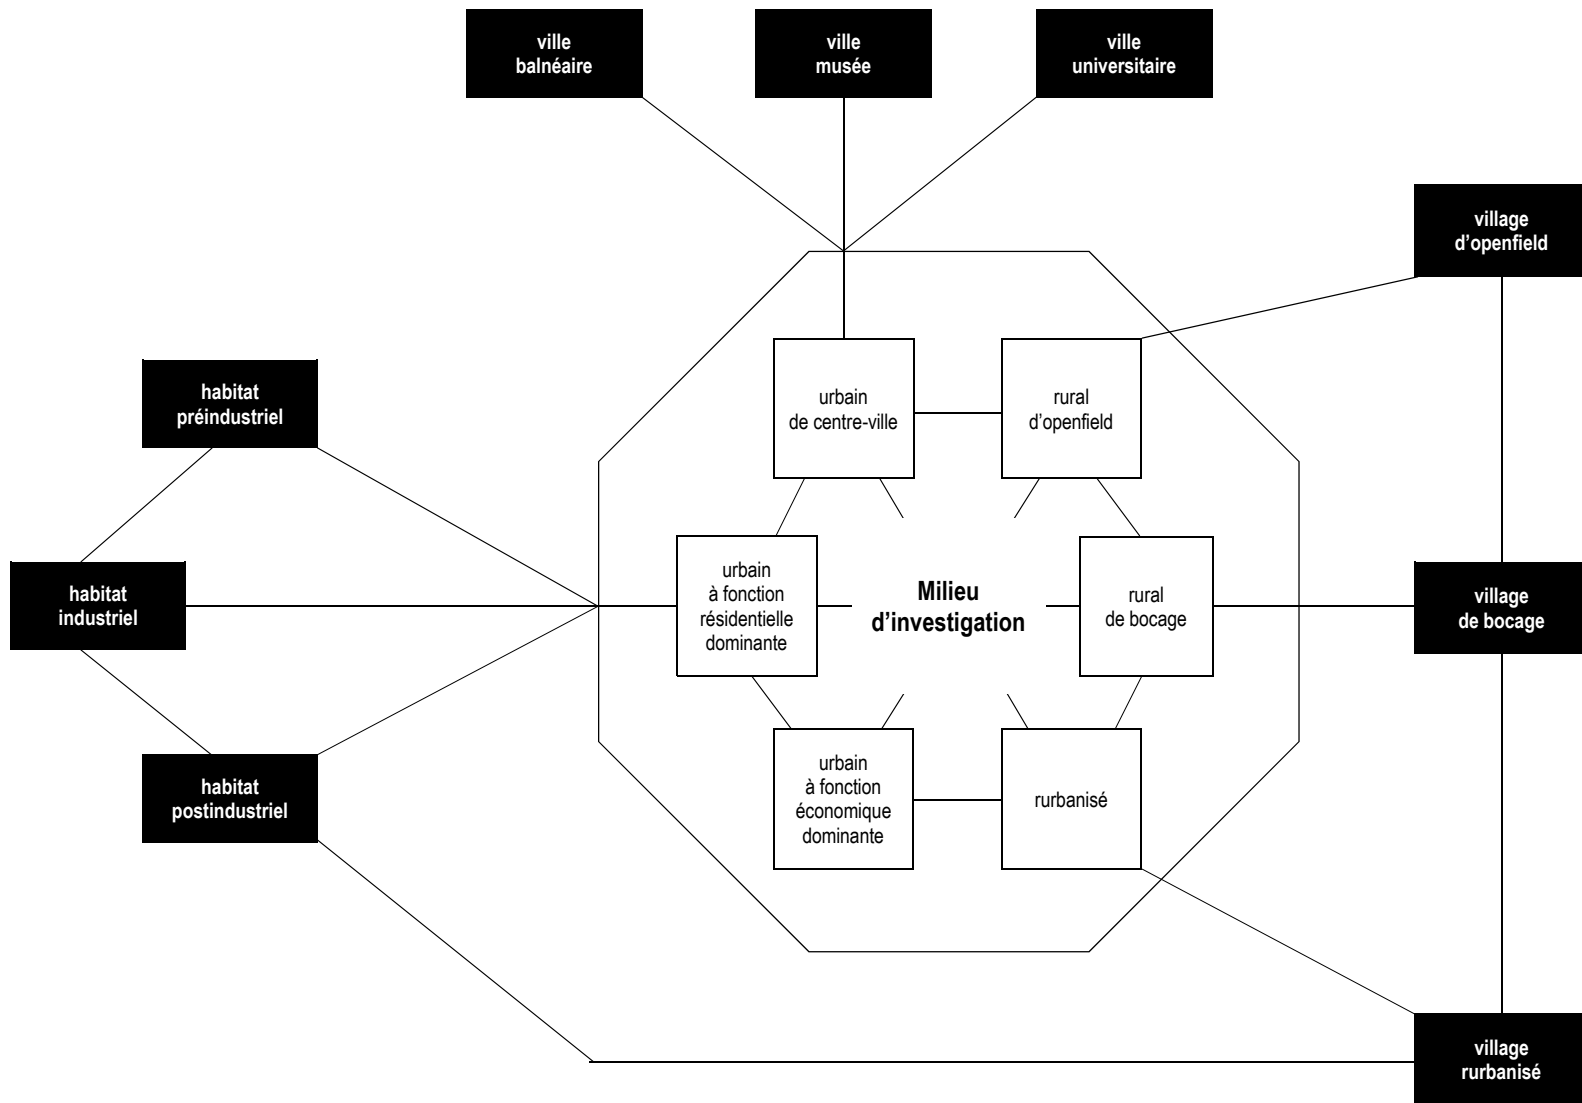 ville
balnéaire
ville
musée
ville
universitaire
village
d’openfield
habitat
préindustriel
urbain
de centre-ville
rural
d’openfield
habitat
industriel
urbain
à fonction
résidentielle
dominante
Milieu
d’investigation
rural
de bocage
village
de bocage
habitat
postindustriel
urbain
à fonction
économique
dominante
rurbanisé
village
rurbanisé